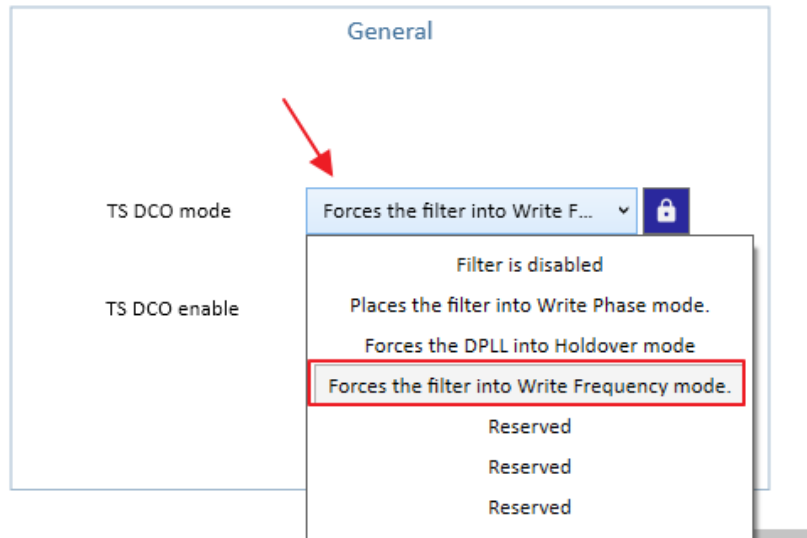 General
TS DCO mode
Forces the filter into Write F...
Filter is disabled
TS DCO enable
Places the filter into Write Phase mode.
Forces the DPLL into Holdover mode
Forces the filter into Write Frequency mode.
Reserved
Reserved
Reserved